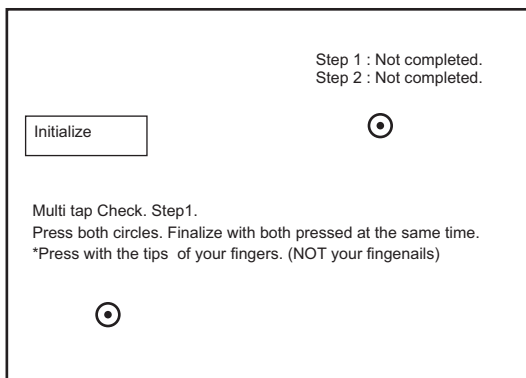 Step 1 : Not completed.
Step 2 : Not completed.
Initialize
Multi tap Check. Step1.
Press both circles. Finalize with both pressed at the same time.
*Press with the tips of your fingers. (NOT your fingenails)